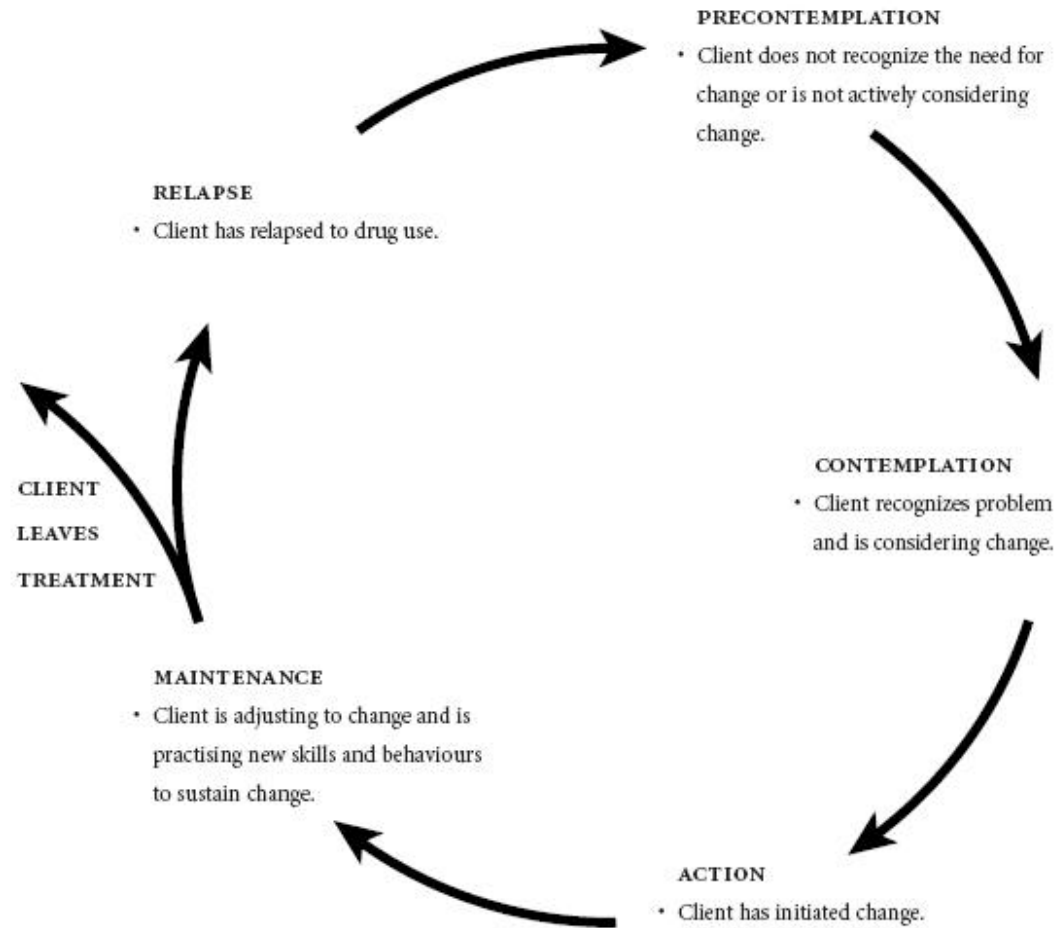 PRECONTEMPLATION
• Client does not recognize the need for
change or is not actively considering
change.
RELAPSE
• Client has relapsed to drug use.
CONTEMPLATION
• Client recognizes problem
and is considering change.
CLIENT
LEAVES
TREATMENT
MAINTENANCE
• Client is adjusting to change and is
practising new skills and behaviours
to sustain change.
ACTION
• Client has initiated change.